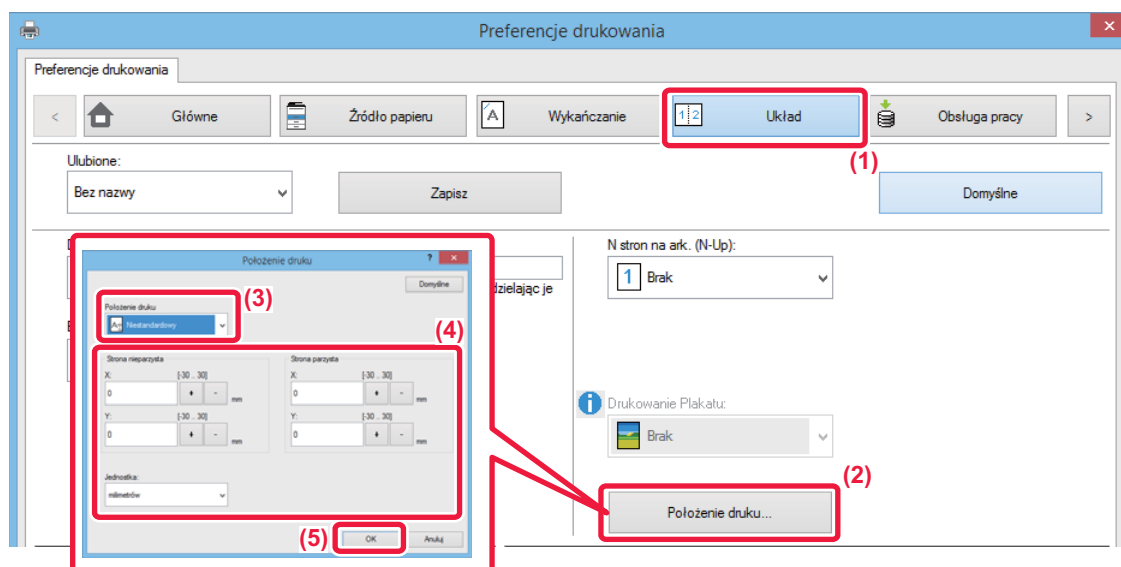 Preferencje drukowania
Preferencje drukowania
< Główne Źródło papieru A Wykańczanie 1 2 Układ Obsługa pracy >
(1)
Ulubione:
Bez nazwy Zapisz Domyślne
N stron na ark. (N-Up):
1 Brak
dzielając je
Położenie druku ?
Domyślne
Położenie druku
(3)
Niestandardowy
(4)
Strona nieparzysta Strona parzysta
X: [-30 .. 30] X: [-30 .. 30]
0 + - mm 0 + - mm
Y: [-30 .. 30] Y: [-30 .. 30]
0 + - mm 0 + - mm
Jednostka:
milimetrów
(5) OK Anuluj
i Drukowanie Plakatu:
Brak
(2)
Położenie druku...